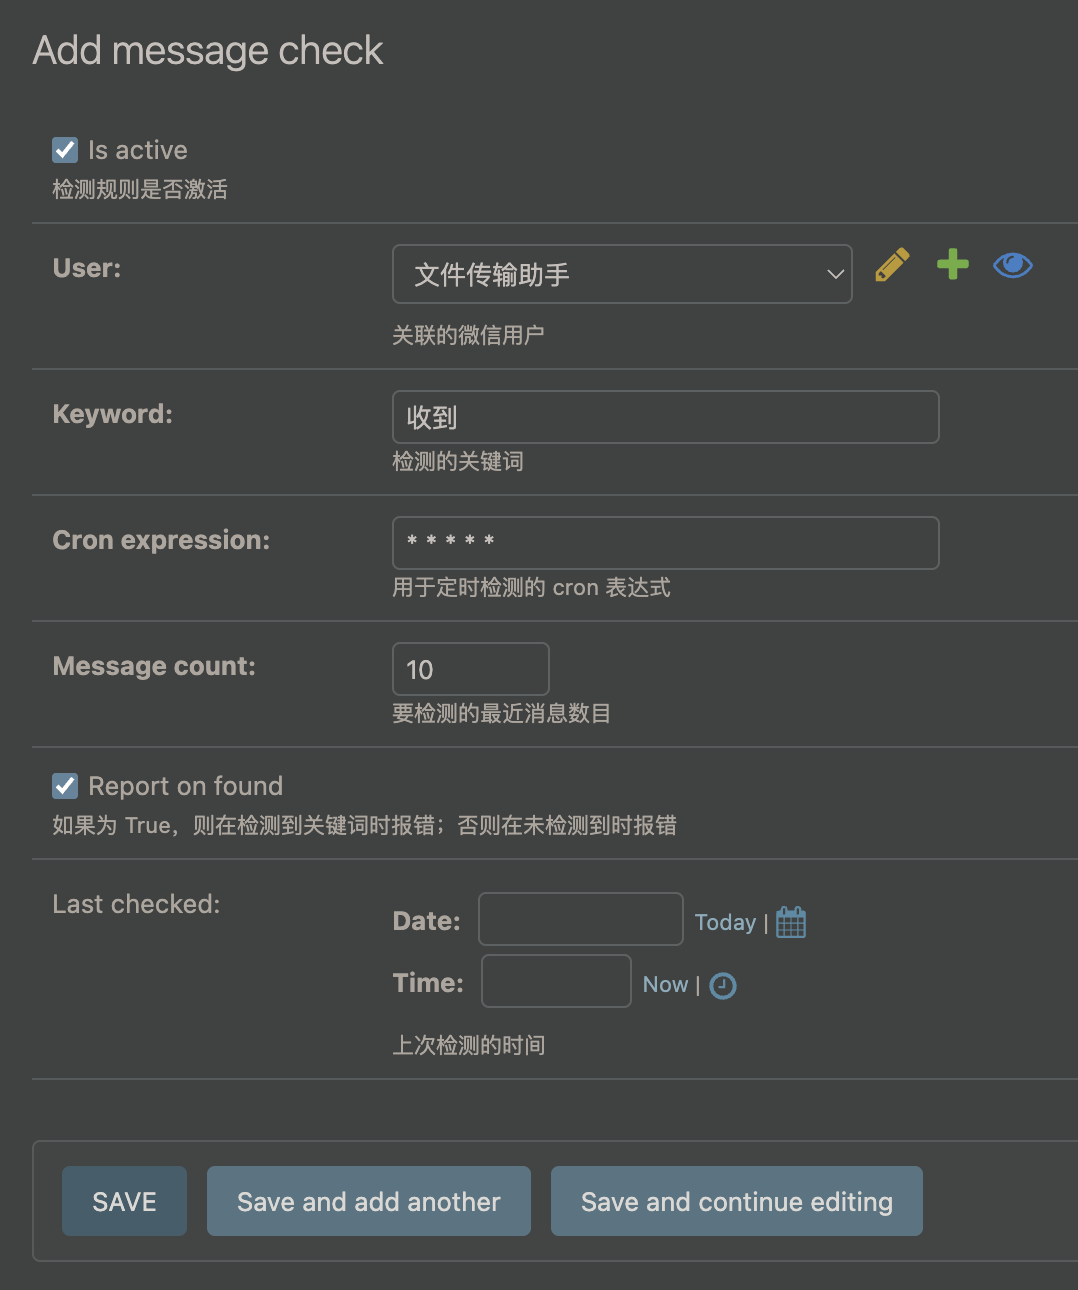 Add message check
Is active
检测规则是否激活
User:
文件传输助手
关联的微信用户
Keyword:
收到
检测的关键词
Cron expression:
* * * * *
用于定时检测的 cron 表达式
Message count:
10
要检测的最近消息数目
Report on found
如果为 True，则在检测到关键词时报错；否则在未检测到时报错
Last checked:
Date:
Today |
Time:
Now |
上次检测的时间
SAVE
Save and add another
Save and continue editing